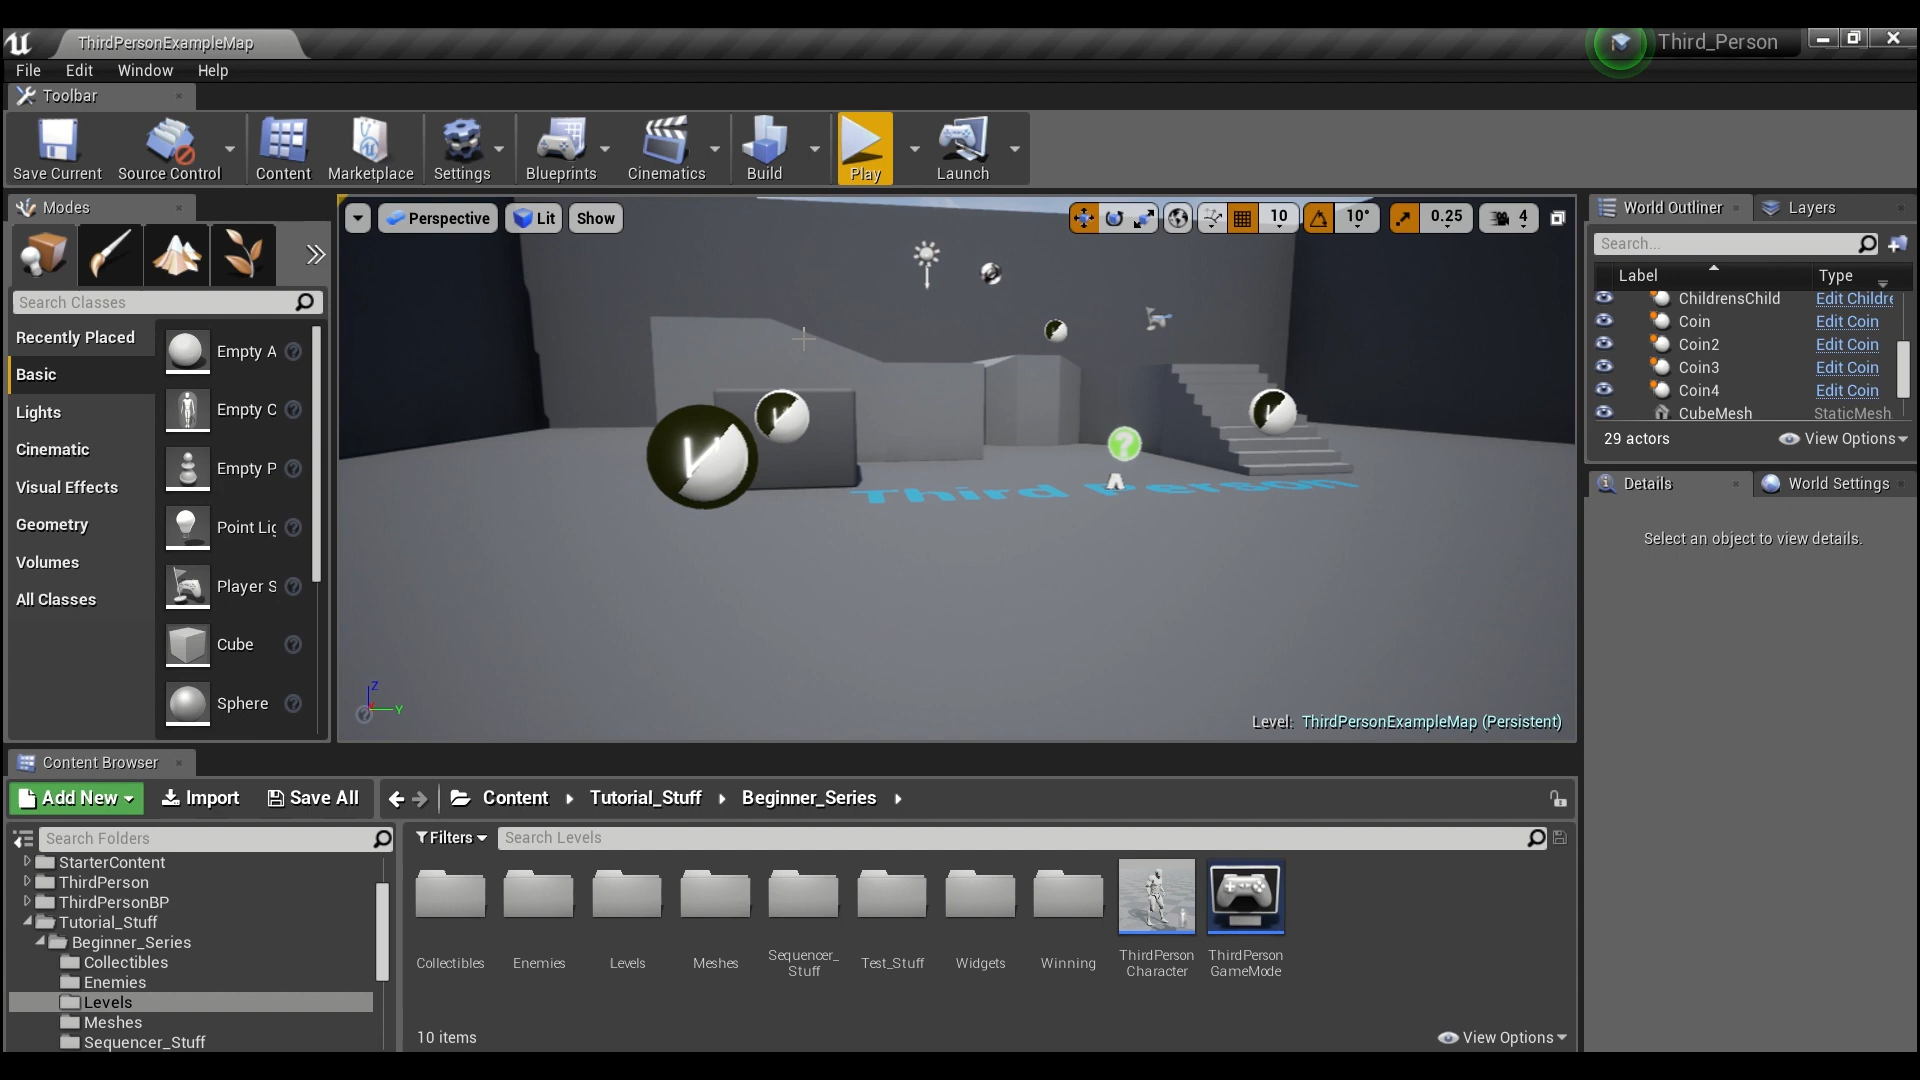 ThirdPersonExampleMap
Third_Person
File Edit Window Help
Toolbar
Save Current
Source Control
Content
Marketplace
Settings
Blueprints
Cinematics
Build
Play
Launch
Modes
Search Classes
Recently Placed
Basic
Lights
Cinematic
Visual Effects
Geometry
Volumes
All Classes
Empty A
Empty C
Empty P
Point Lig
Player S
Cube
Sphere
Perspective
Lit
Show
10
10°
0.25
4
Third Person
Z
Y
Level: ThirdPersonExampleMap (Persistent)
World Outliner
Layers
Search...
Label Type
ChildrensChild Edit Childre
Coin Edit Coin
Coin2 Edit Coin
Coin3 Edit Coin
Coin4 Edit Coin
CubeMesh StaticMesh
29 actors
View Options
Details
World Settings
Select an object to view details.
Content Browser
Add New
Import
Save All
Content
Tutorial_Stuff
Beginner_Series
Search Folders
StarterContent
ThirdPerson
ThirdPersonBP
Tutorial_Stuff
Beginner_Series
Collectibles
Enemies
Levels
Meshes
Sequencer_Stuff
Filters
Search Levels
Collectibles
Enemies
Levels
Meshes
Sequencer_
Stuff
Test_Stuff
Widgets
Winning
ThirdPerson
Character
ThirdPerson
GameMode
10 items
View Options